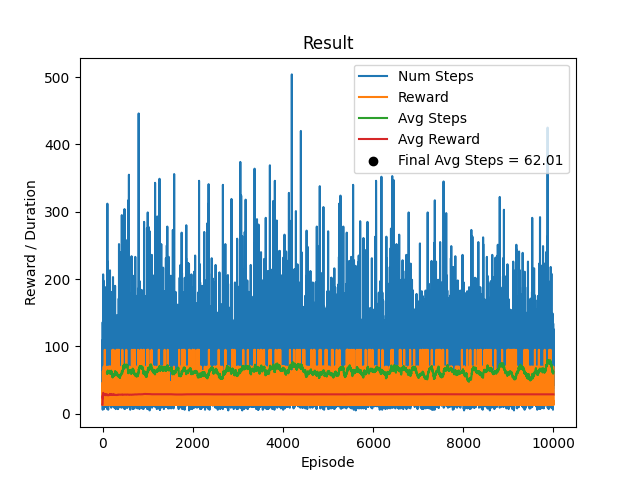 Result
Num Steps
Reward
Avg Steps
Avg Reward
Final Avg Steps = 62.01
500
400
300
200
100
0
Reward / Duration
0 2000 4000 6000 8000 10000
Episode